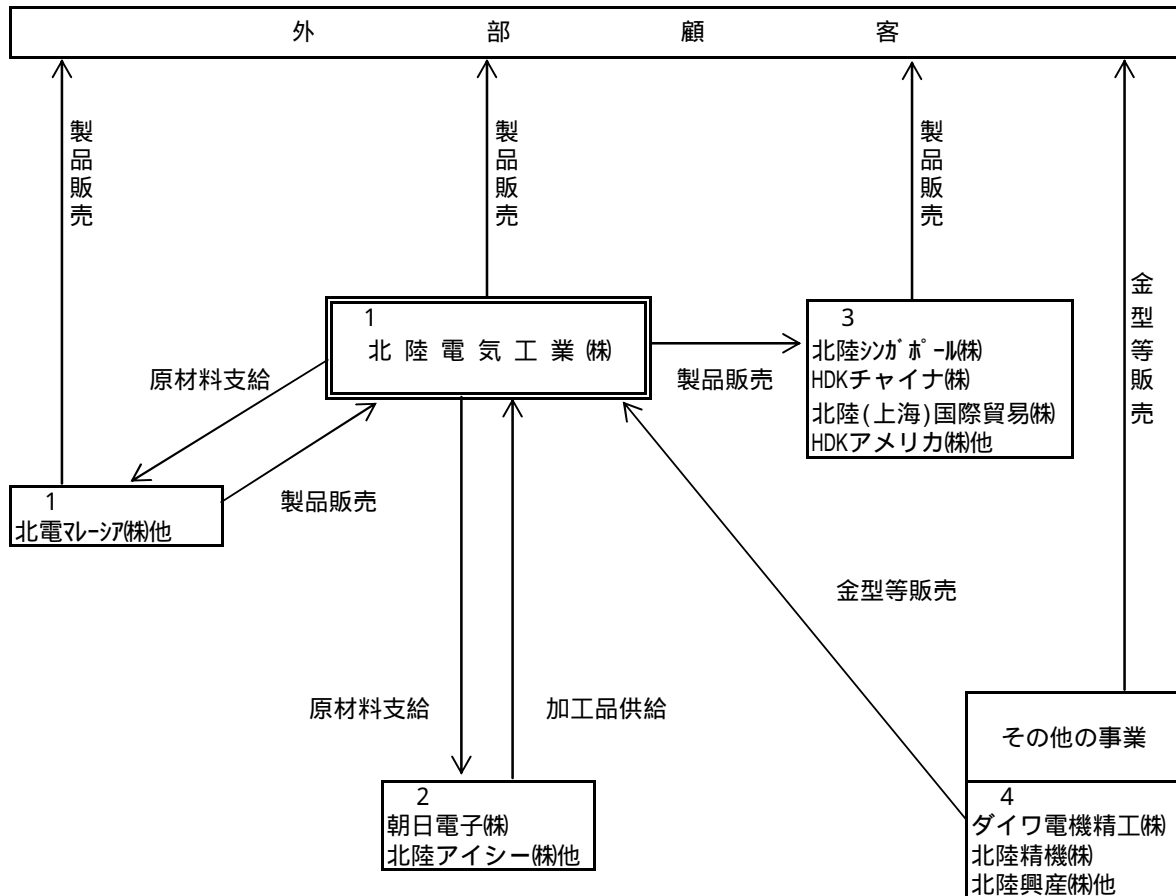 外部顧客
製品販売
製品販売
製品販売
金型等販売
1
北陸電気工業㈱
3
北陸ｼﾝｶﾞﾎﾟｰﾙ㈱
HDKチャイナ㈱
北陸(上海)国際貿易㈱
HDKアメリカ㈱他
原材料支給
製品販売
製品販売
1
北電ﾏﾚｰｼｱ㈱他
金型等販売
原材料支給
加工品供給
その他の事業
2
朝日電子㈱
北陸アイシー㈱他
4
ダイワ電機精工㈱
北陸精機㈱
北陸興産㈱他